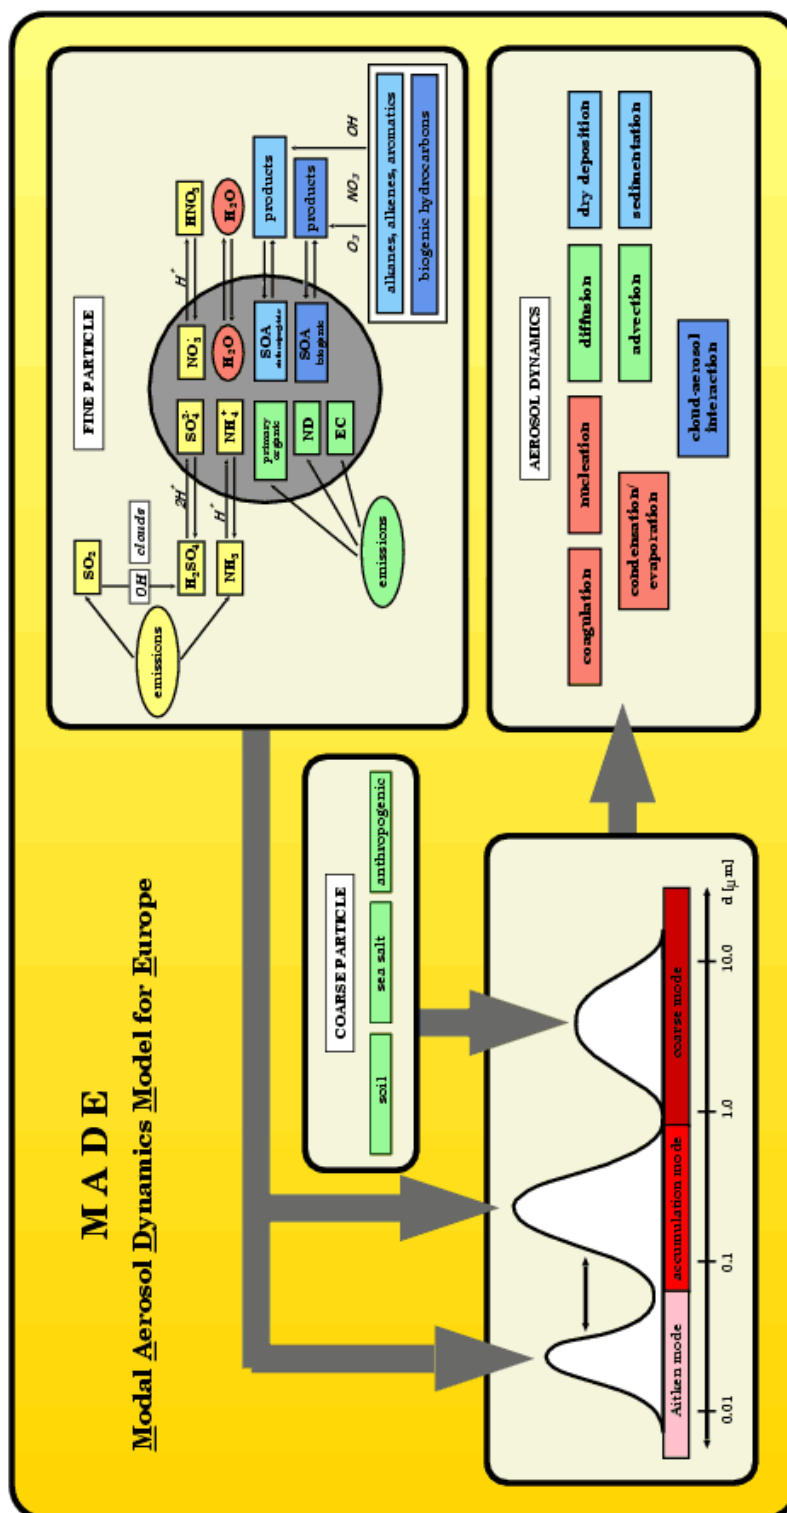 M A D E
Modal Aerosol Dynamics Model for Europe
FINE PARTICLE
emissions
SO₂
OH
clouds
H₂SO₄
2H⁺
SO₄²⁻
NO₃⁻
H⁺
HNO₃
NH₃
H⁺
NH₄⁺
H₂O
H₂O
emissions
primary
organic
ND
EC
SOA
SOA
biogenic
products
products
O₃
NO₃
OH
alkanes, alkenes, aromatics
biogenic hydrocarbons
COARSE PARTICLE
soil
sea salt
anthropogenic
Aitken mode
accumulation mode
coarse mode
0.01
0.1
1.0
10.0
d [μm]
AEROSOL DYNAMICS
coagulation
nucleation
diffusion
dry deposition
condensation/
evaporation
advection
sedimentation
cloud-aerosol
interaction